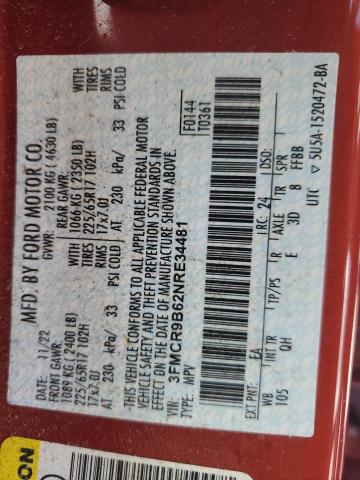 MFD. BY FORD MOTOR CO.
DATE: 11/22 GVWR: 2100 KG ( 4630 LB)
FRONT GAWR: REAR GAWR:
1089 KG ( 2400 LB) 1066 KG ( 2350 LB) WITH
225/65R17 102H 225/65R17 102H TIRES
17x7.0J 17x7.0J RIMS
AT 230 kPa/ 33 PSI COLD AT 230 kPa/ 33 PSI COLD
THIS VEHICLE CONFORMS TO ALL APPLICABLE FEDERAL MOTOR
VEHICLE SAFETY AND THEFT PREVENTION STANDARDS IN
EFFECT ON THE DATE OF MANUFACTURE SHOWN ABOVE.
VIN: 3FMCR9B62NRE34481 F0144
TYPE: MPV T0361
EXT PNT: EA RC: 24 DSO:
WB INT TR TP/PS R AXLE TR SPR
105 QH E 3D 8 FFBB
UTC 5U5A-1520472-BA
ON